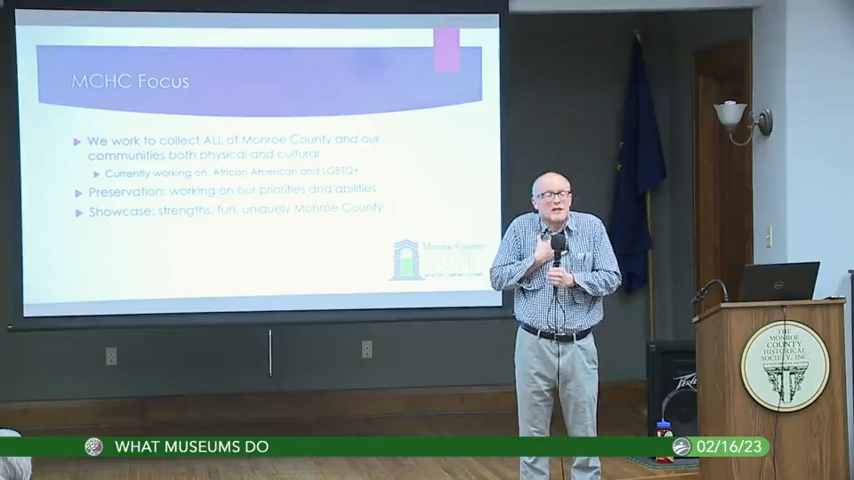 MCHC Focus
We work to collect ALL of Monroe County and our
communities both physical and cultural
Currently working on: African American and LGBTQ+
Preservation: working on our priorities and abilities
Showcase: strengths, fun, uniquely Monroe County
Monroe County
DELL
THE
MONROE
COUNTY
HISTORICAL
SOCIETY, INC.
Peavey
WHAT MUSEUMS DO
02/16/23